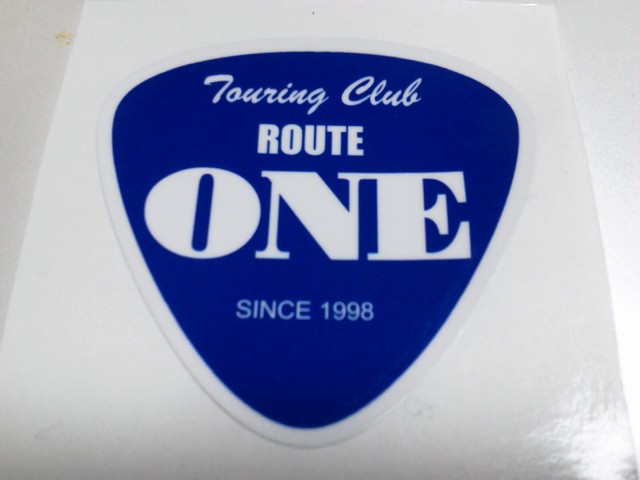 Touring Club
ROUTE
ONE
SINCE 1998